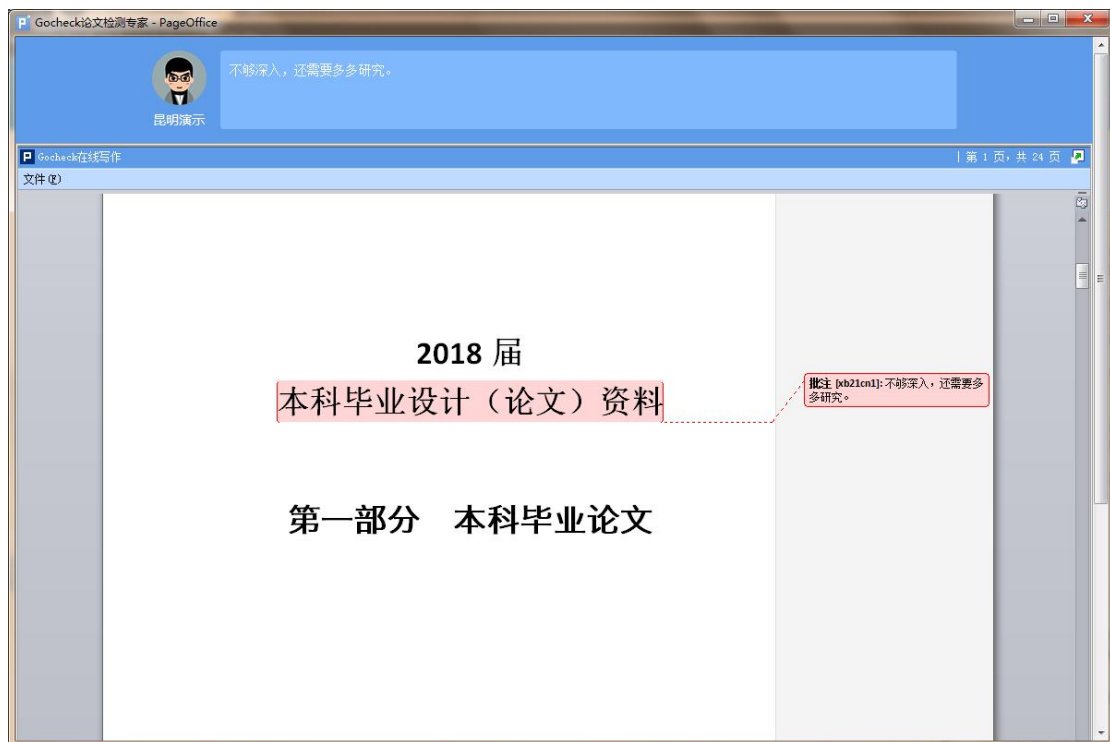 Gocheck论文检测专家 - PageOffice
不够深入，还需要多多研究。
昆明演示
Gocheck在线写作
第 1 页，共 24 页
文件(F)
2018 届
本科毕业设计（论文）资料
批注 [xb21cn1]: 不够深入，还需要多
多研究。
第一部分 本科毕业论文